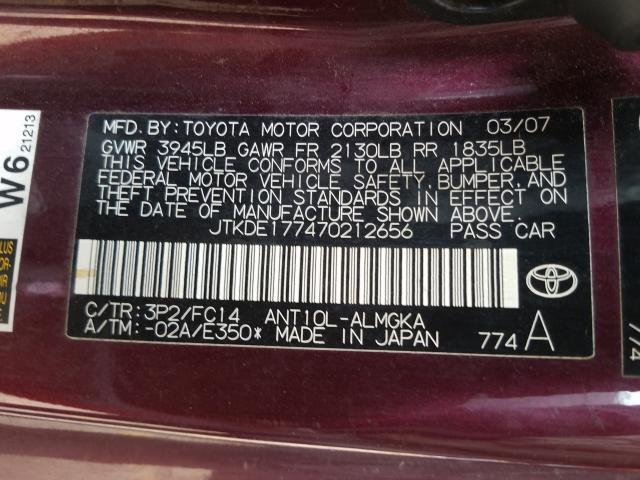 MFD. BY: TOYOTA MOTOR CORPORATION 03/07
GVWR 3945LB GAWR FR 2130LB RR 1835LB
THIS VEHICLE CONFORMS TO ALL APPLICABLE
FEDERAL MOTOR VEHICLE SAFETY, BUMPER, AND
THEFT PREVENTION STANDARDS IN EFFECT ON
THE DATE OF MANUFACTURE SHOWN ABOVE.
JTKDE177470212656 PASS CAR
C/TR: 3P2/FC14 ANT10L-ALMGKA
A/TM: -02A/E350* MADE IN JAPAN 774A
W6
21213